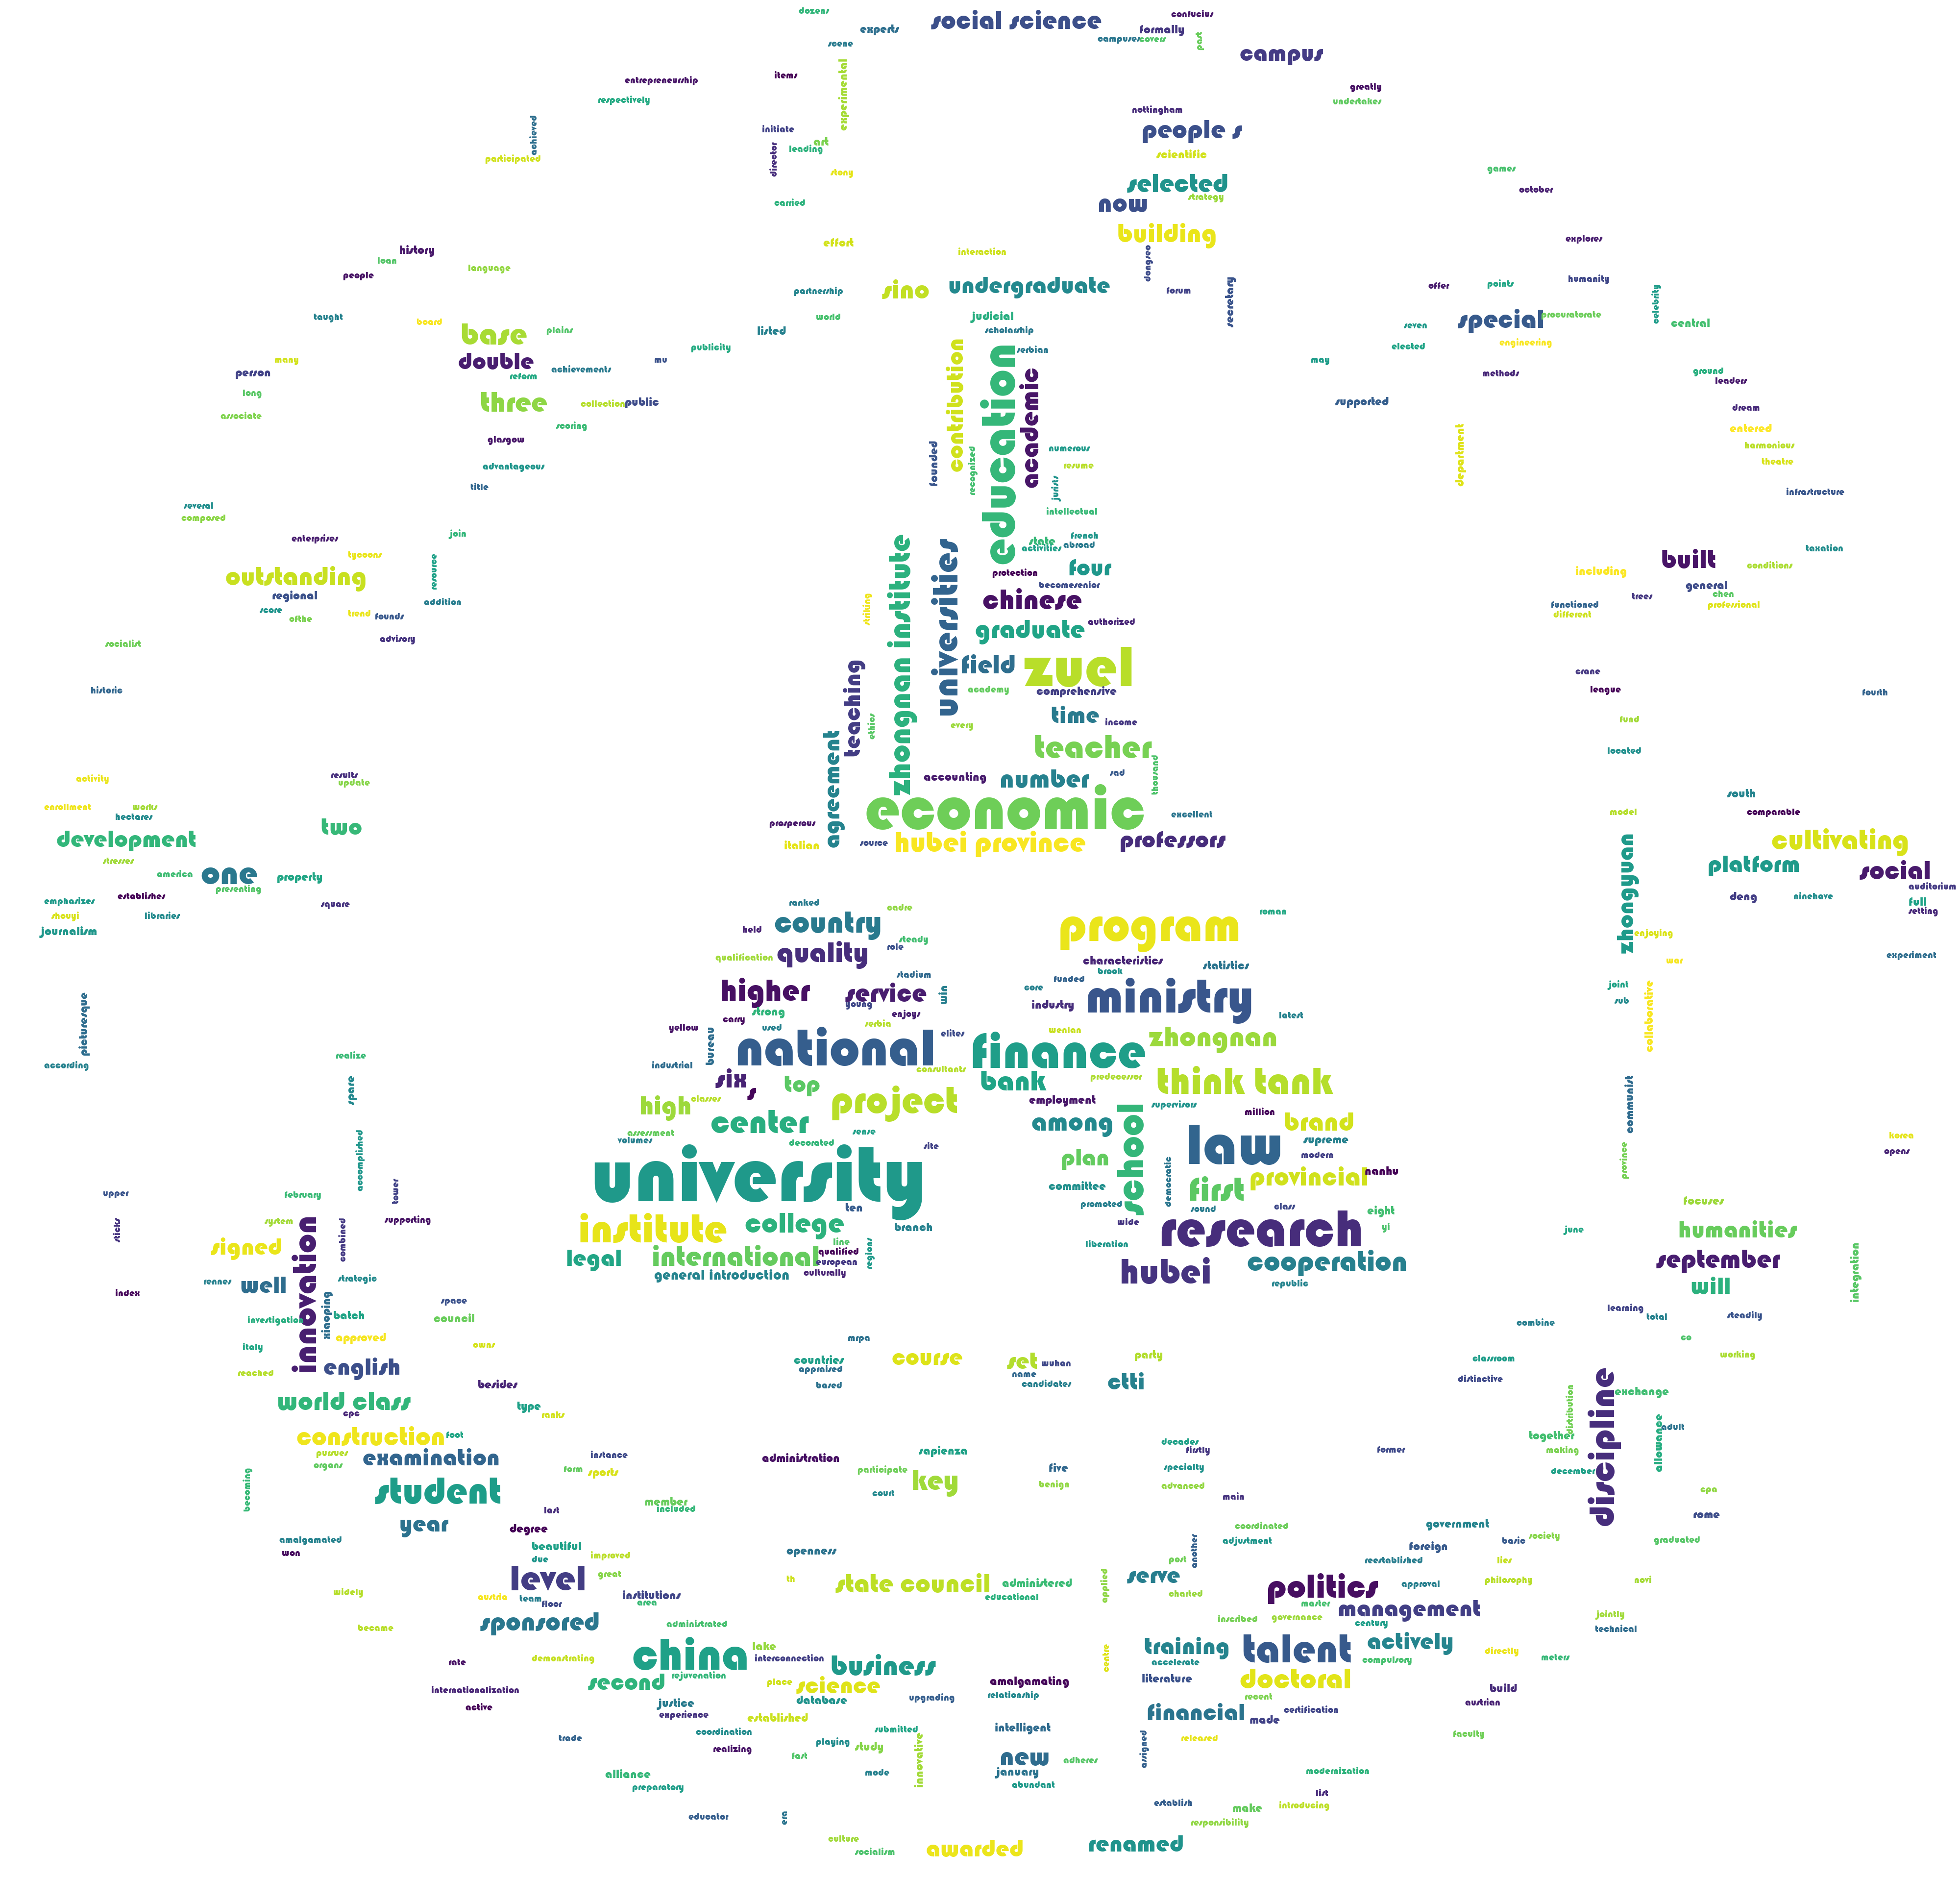 dozens
social science
confucius
experts
formally
campuses
covers
past
scene
campus
items
entrepreneurship
experimental
greatly
respectively
undertakes
nottingham
achieved
initiate
people s
art
leading
director
participated
scientific
stony
games
selected
october
strategy
carried
now
building
effort
explores
history
interaction
loan
language
dongseo
people
humanity
undergraduate
sino
partnership
forum
secretary
offer
points
celebrity
taught
board
world
judicial
special
procuratorate
central
base
plains
listed
scholarship
seven
engineering
publicity
serbian
elected
many
double
mu
may
person
reform
achievements
methods
ground
leaders
long
three
collection
public
contribution
education
academic
supported
dream
associate
scoring
entered
glasgow
founded
recognized
numerous
department
harmonious
advantageous
resume
theatre
title
jurists
infrastructure
several
intellectual
composed
join
french
enterprises
state
abroad
activities
taxation
tycoons
zhongnan institute
universities
built
outstanding
resource
four
protection
including
conditions
becomesenior
general
regional
chinese
trees
chen
addition
functioned
professional
score
trend
founds
striking
different
ofthe
graduate
authorized
advisory
socialist
field
zuel
crane
historic
teaching
academy
comprehensive
league
fourth
time
income
fund
ethics
every
teacher
located
results
accounting
number
sad
thousand
activity
update
agreement
south
enrollment
works
economic
excellent
model
comparable
hectares
prosperous
development
two
italian
source
hubei province
professors
cultivating
stresses
zhongyuan
platform
america
one
property
social
presenting
auditorium
emphasizes
establishes
square
ranked
cadre
deng
ninehave
full
shouyi
libraries
country
roman
setting
journalism
held
program
enjoying
steady
quality
role
qualification
characteristics
war
experiment
statistics
brook
stadium
funded
higher
service
win
core
joint
young
ministry
industry
sub
strong
enjoys
picturesque
carry
serbia
latest
collaborative
yellow
used
wenlan
bureau
national
elites
finance
zhongnan
realize
according
industrial
consultants
six
s
top
bank
predecessor
think tank
spare
high
classes
project
employment
supervisors
million
communist
center
among
school
brand
assessment
volumes
decorated
sense
site
law
supreme
korea
opens
accomplished
plan
modern
province
university
first
provincial
nanhu
upper
february
tower
committee
democratic
promoted
sound
class
focuses
ten
wide
eight
sticks
system
supporting
institute
college
branch
research
yi
june
humanities
innovation
signed
combined
line
liberation
legal
international
qualified
regions
hubei
cooperation
september
european
integration
rennes
well
strategic
general introduction
culturally
republic
will
index
xiaoping
space
learning
investigation
batch
council
combine
total
steadily
approved
mrpa
co
italy
owns
countries
course
set
wuhan
party
classroom
working
reached
english
appraised
name
besides
based
candidates
ctti
distinctive
discipline
exchange
world class
type
distribution
cpc
ranks
allowance
adult
construction
foot
together
decades
pursues
examination
instance
administration
sapienza
firstly
former
making
organs
form
sports
participate
key
five
specialty
december
becoming
student
court
benign
advanced
cpa
member
main
included
last
rome
year
degree
coordinated
government
amalgamated
beautiful
openness
another
adjustment
foreign
basic
society
graduated
won
due
improved
post
reestablished
lies
great
level
th
state council
administered
serve
politics
approval
philosophy
novi
widely
institutions
educational
applied
charted
austria
team
floor
area
master
management
jointly
became
sponsored
administrated
inscribed
governance
century
technical
lake
training
talent
actively
directly
rate
demonstrating
china
interconnection
business
centre
accelerate
compulsory
meters
second
rejuvenation
place
science
amalgamating
literature
doctoral
internationalization
database
upgrading
relationship
recent
build
active
justice
austrian
experience
established
financial
made
certification
coordination
submitted
intelligent
faculty
trade
realizing
playing
study
innovative
assigned
released
fast
new
adheres
alliance
mode
january
modernization
preparatory
abundant
list
educator
era
establish
make
introducing
responsibility
culture
awarded
renamed
socialism